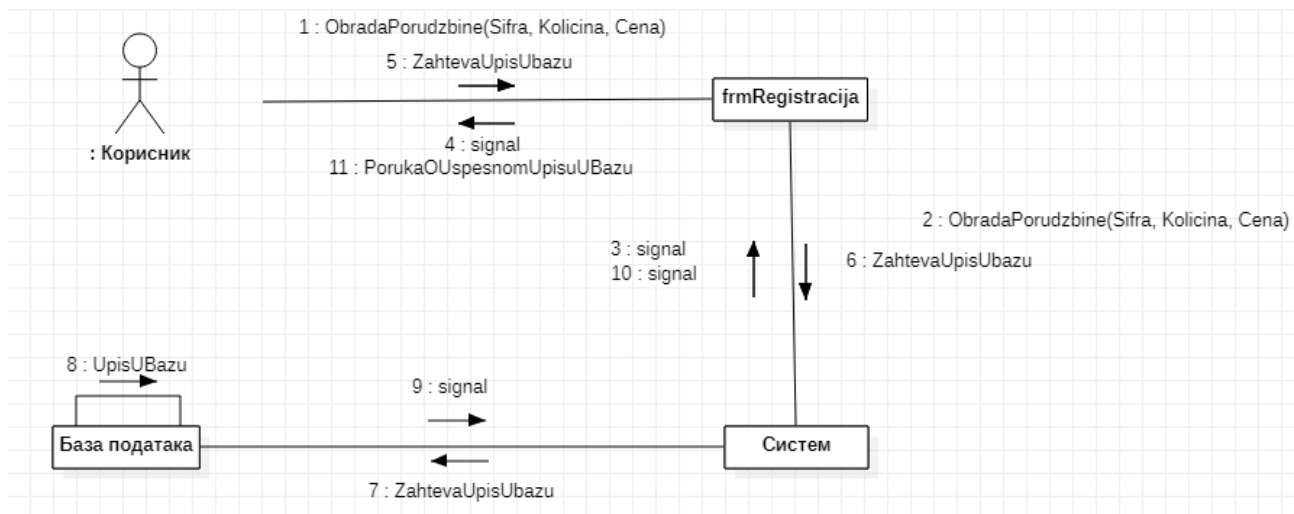 1 : ObradaPorudzbine(Sifra, Kolicina, Cena)
5 : ZahtevaUpisUbazu
frmRegistracija
4 : signal
: Корисник
11 : PorukaOUspesnomUpisuUBazu
2 : ObradaPorudzbine(Sifra, Kolicina, Cena)
3 : signal
6 : ZahtevaUpisUbazu
10 : signal
8 : UpisUBazu
9 : signal
База података
Систем
7 : ZahtevaUpisUbazu